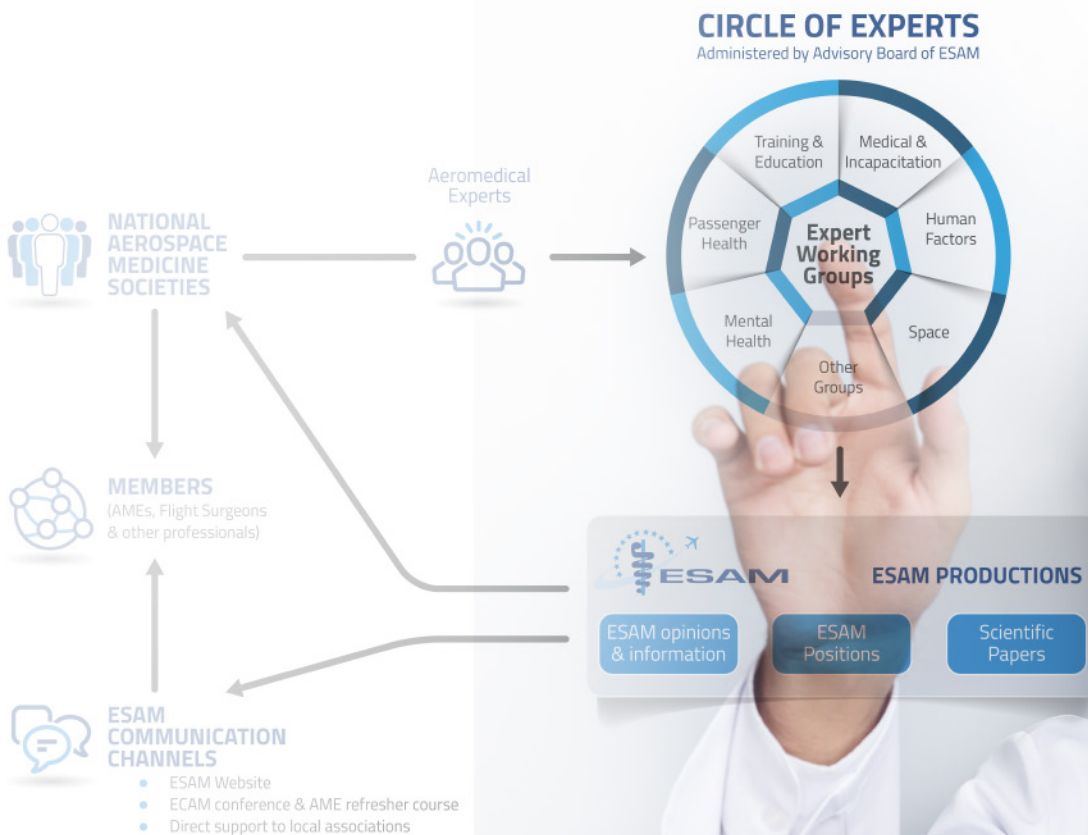 CIRCLE OF EXPERTS
Administered by Advisory Board of ESAM
Training &
Education
Medical &
Incapacitation
Passenger
Health
Human
Factors
Expert
Working
Groups
Mental
Health
Space
Other
Groups
Aeromedical
Experts
NATIONAL
AEROSPACE
MEDICINE
SOCIETIES
MEMBERS
(AMEs, Flight Surgeons
& other professionals)
ESAM
ESAM PRODUCTIONS
ESAM opinions
& information
ESAM
Positions
Scientific
Papers
ESAM
COMMUNICATION
CHANNELS
ESAM Website
ECAM conference & AME refresher course
Direct support to local associations